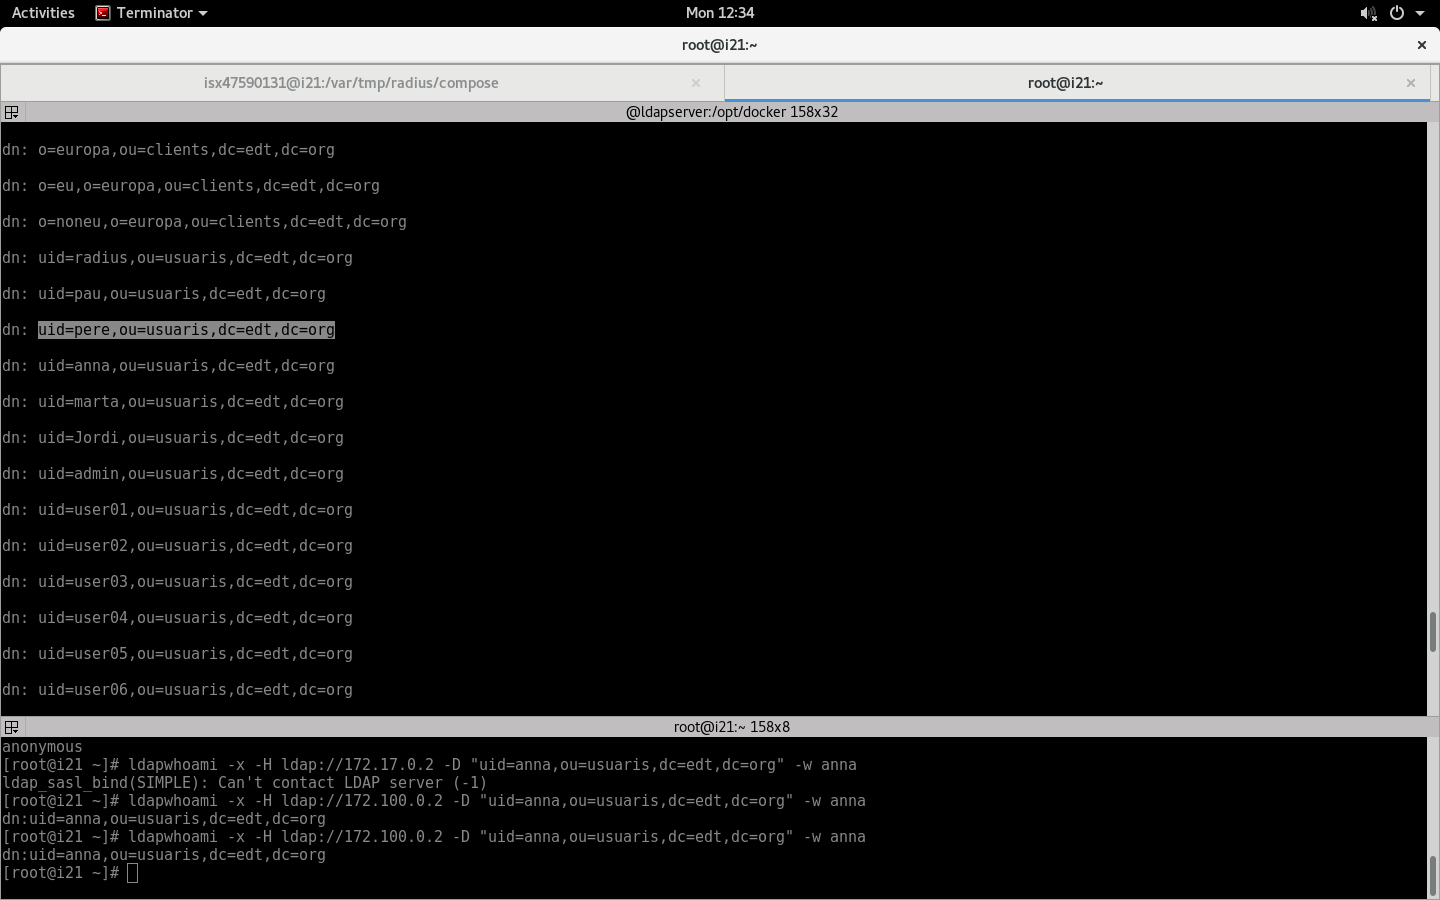 Activities Terminator Mon 12:34
root@i21:~
isx47590131@i21:/var/tmp/radius/compose root@i21:~
@ldapserver:/opt/docker 158x32
dn: o=europa,ou=clients,dc=edt,dc=org
dn: o=eu,o=europa,ou=clients,dc=edt,dc=org
dn: o=noneu,o=europa,ou=clients,dc=edt,dc=org
dn: uid=radius,ou=usuaris,dc=edt,dc=org
dn: uid=pau,ou=usuaris,dc=edt,dc=org
dn: uid=pere,ou=usuaris,dc=edt,dc=org
dn: uid=anna,ou=usuaris,dc=edt,dc=org
dn: uid=marta,ou=usuaris,dc=edt,dc=org
dn: uid=Jordi,ou=usuaris,dc=edt,dc=org
dn: uid=admin,ou=usuaris,dc=edt,dc=org
dn: uid=user01,ou=usuaris,dc=edt,dc=org
dn: uid=user02,ou=usuaris,dc=edt,dc=org
dn: uid=user03,ou=usuaris,dc=edt,dc=org
dn: uid=user04,ou=usuaris,dc=edt,dc=org
dn: uid=user05,ou=usuaris,dc=edt,dc=org
dn: uid=user06,ou=usuaris,dc=edt,dc=org
root@i21:~ 158x8
anonymous
[root@i21 ~]# ldapwhoami -x -H ldap://172.17.0.2 -D "uid=anna,ou=usuaris,dc=edt,dc=org" -w anna
ldap_sasl_bind(SIMPLE): Can't contact LDAP server (-1)
[root@i21 ~]# ldapwhoami -x -H ldap://172.100.0.2 -D "uid=anna,ou=usuaris,dc=edt,dc=org" -w anna
dn:uid=anna,ou=usuaris,dc=edt,dc=org
[root@i21 ~]# ldapwhoami -x -H ldap://172.100.0.2 -D "uid=anna,ou=usuaris,dc=edt,dc=org" -w anna
dn:uid=anna,ou=usuaris,dc=edt,dc=org
[root@i21 ~]#